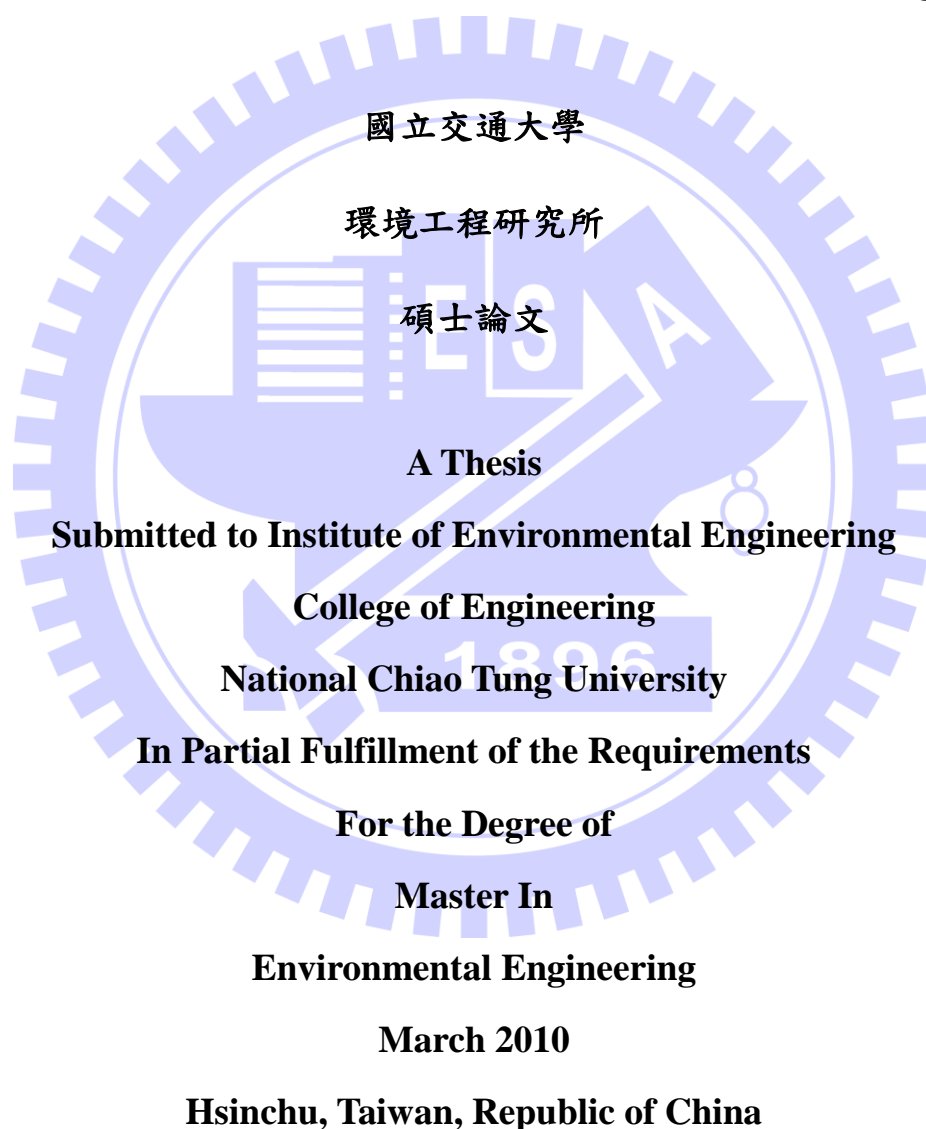 國立交通大學
環境工程研究所
碩士論文
E S A
A Thesis
Submitted to Institute of Environmental Engineering
College of Engineering
1896
National Chiao Tung University
In Partial Fulfillment of the Requirements
For the Degree of
Master In
Environmental Engineering
March 2010
Hsinchu, Taiwan, Republic of China